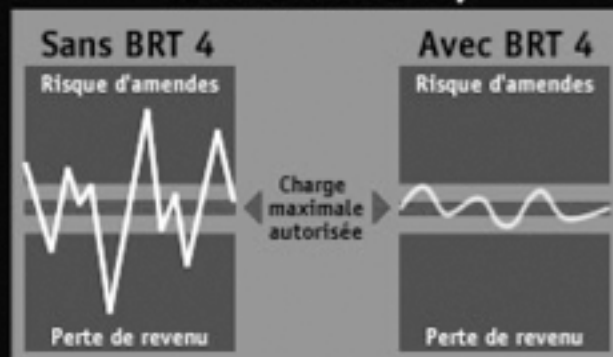 Sans BRT 4
Avec BRT 4
Risque d'amendes
Risque d'amendes
Charge
maximale
autorisée
Perte de revenu
Perte de revenu